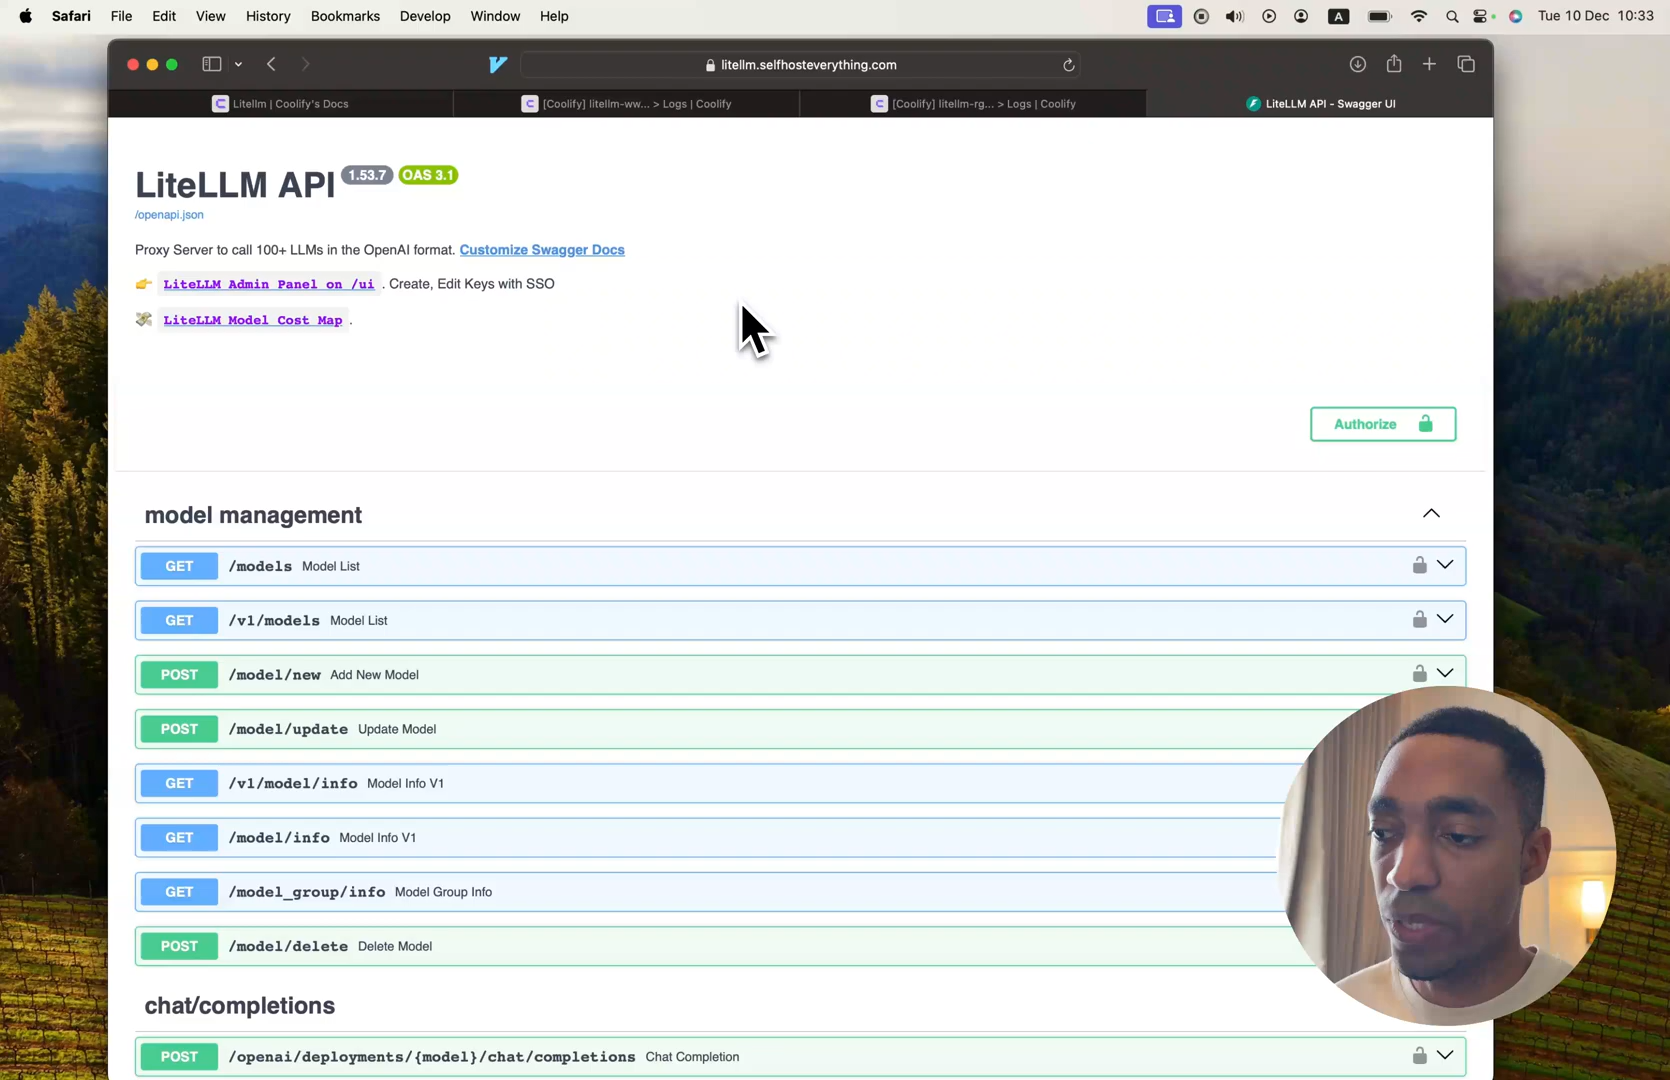 Safari File Edit View History Bookmarks Develop Window Help
A
Tue 10 Dec 10:33
litellm.selfhosteverything.com
Litellm | Coolify's Docs
[Coolify] litellm-ww... > Logs | Coolify
[Coolify] litellm-rg... > Logs | Coolify
LiteLLM API - Swagger UI
LiteLLM API 1.53.7 OAS 3.1
/openapi.json
Proxy Server to call 100+ LLMs in the OpenAI format. Customize Swagger Docs
LiteLLM Admin Panel on /ui . Create, Edit Keys with SSO
LiteLLM Model Cost Map .
Authorize
model management
GET /models Model List
GET /v1/models Model List
POST /model/new Add New Model
POST /model/update Update Model
GET /v1/model/info Model Info V1
GET /model/info Model Info V1
GET /model_group/info Model Group Info
POST /model/delete Delete Model
chat/completions
POST /openai/deployments/{model}/chat/completions Chat Completion